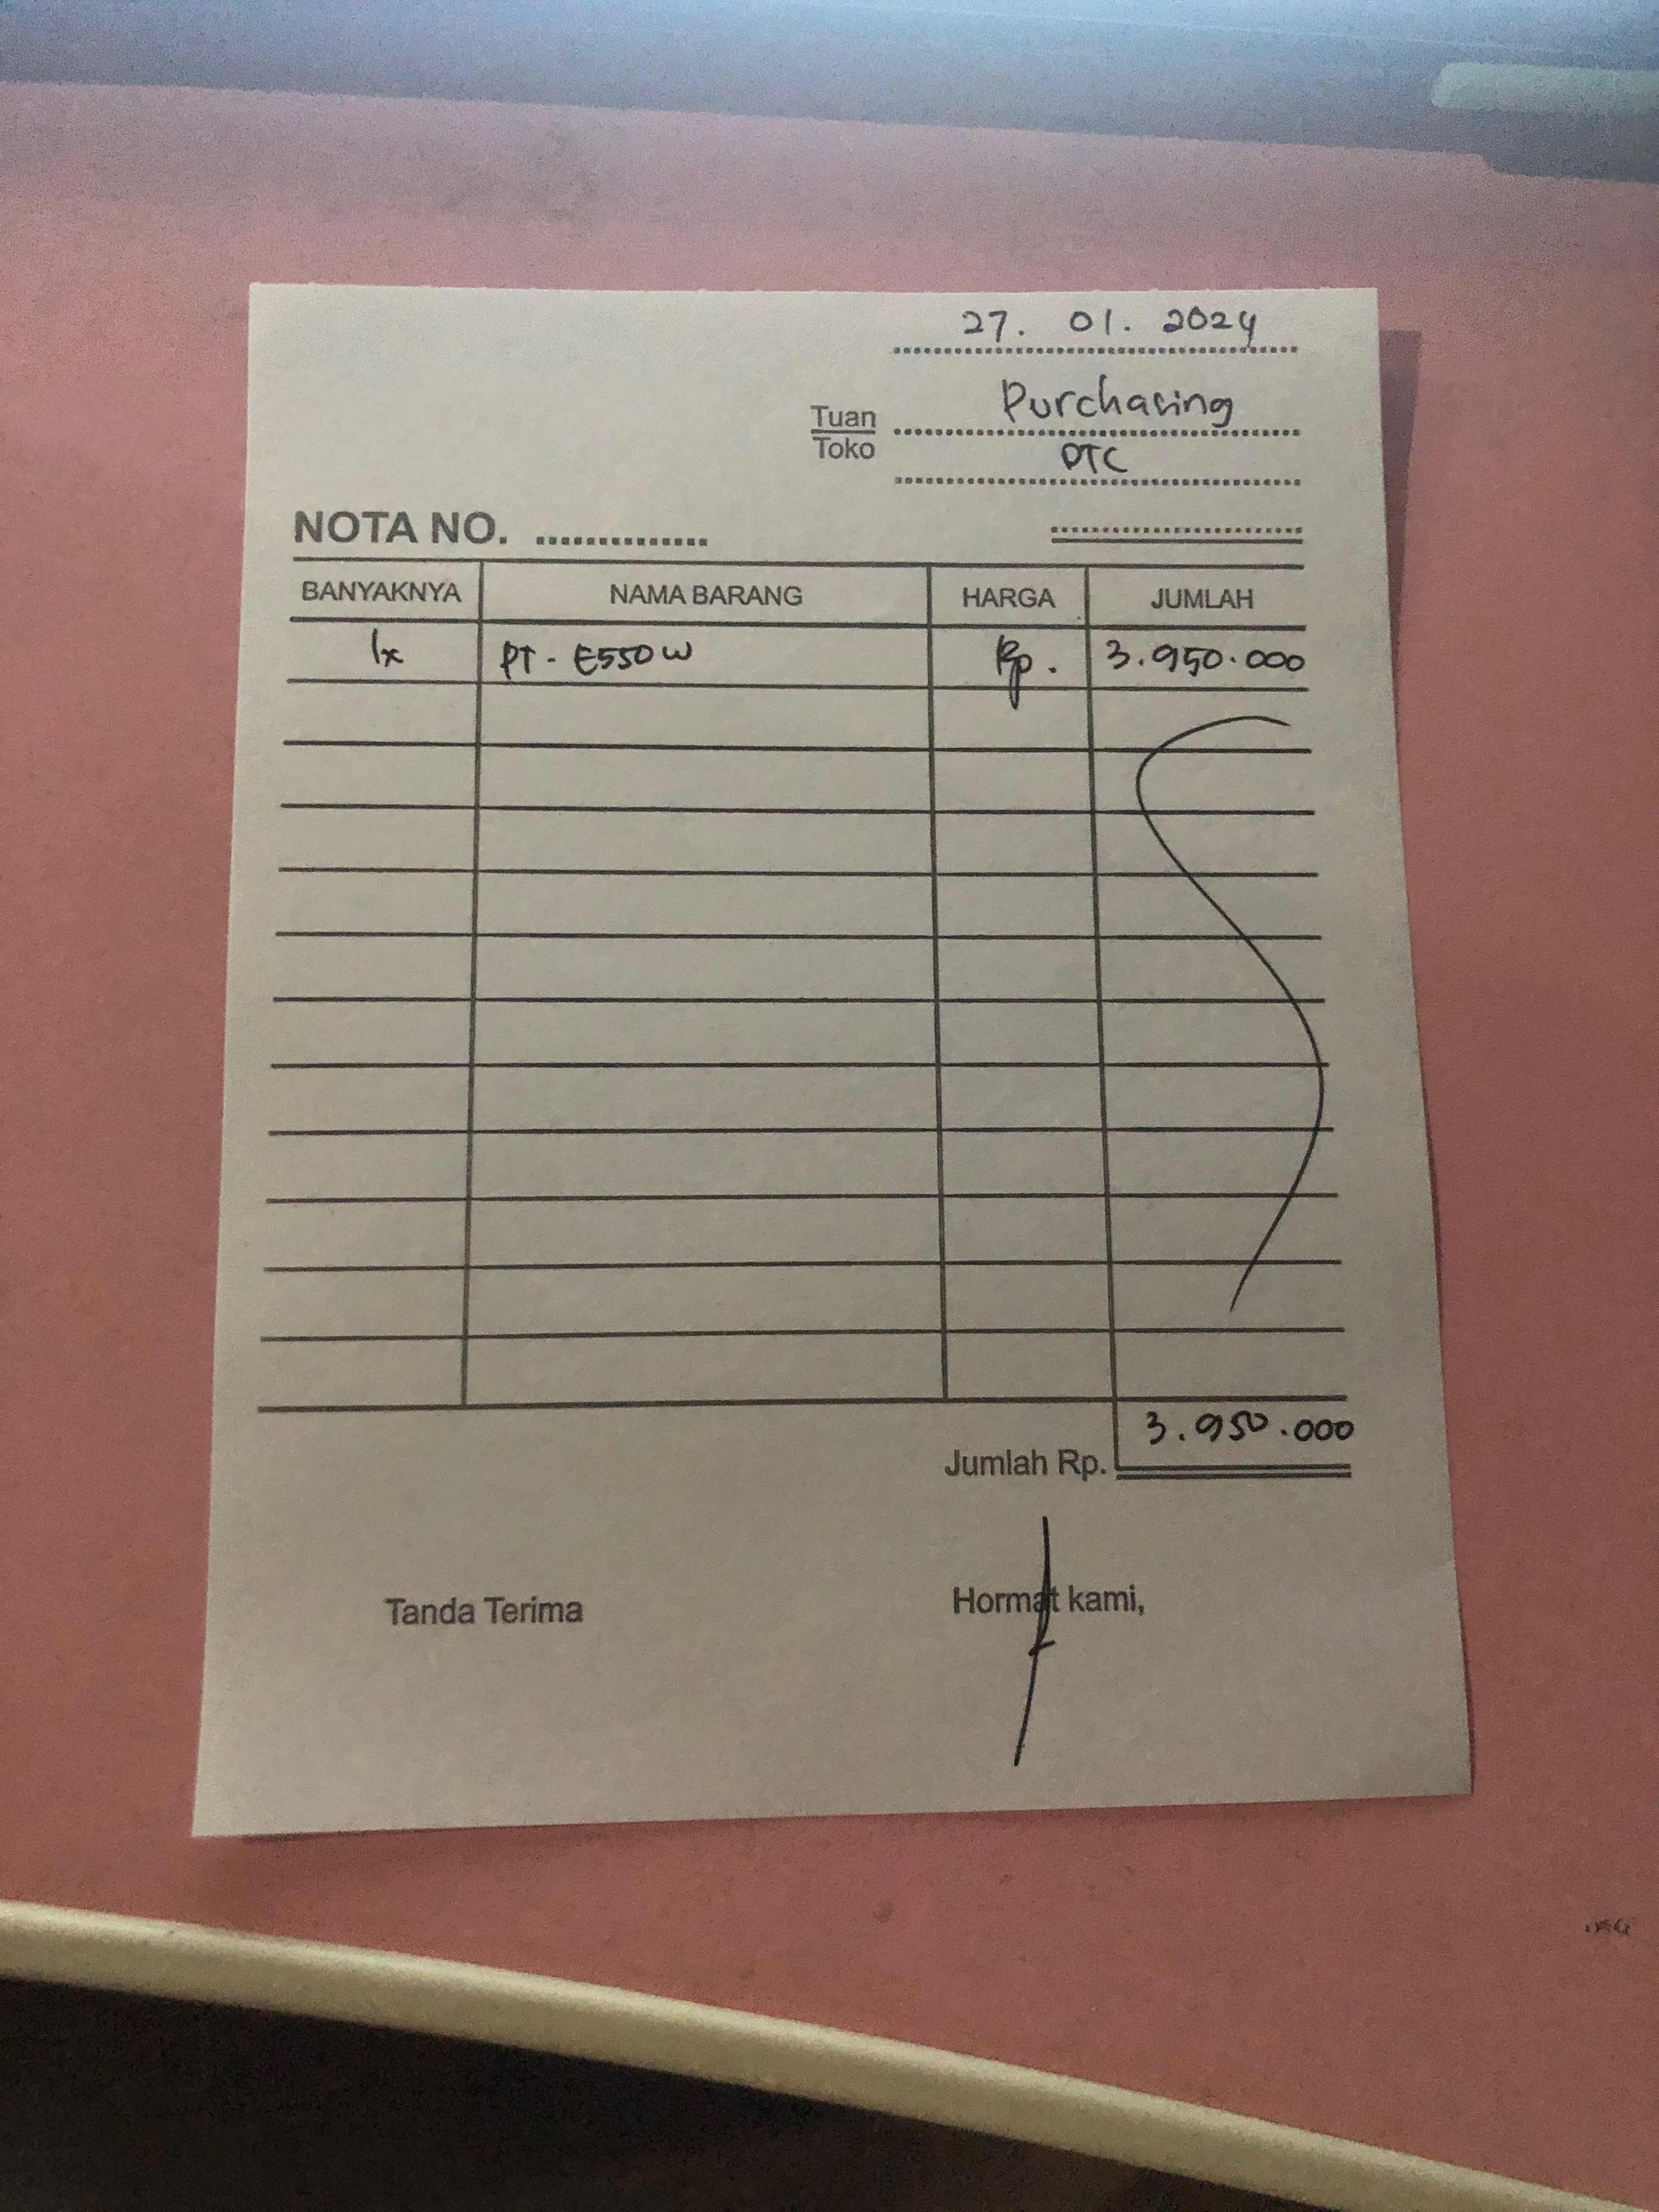 27. 01. 2024
Tuan Purchasing
Toko PTC
NOTA NO. ...............
BANYAKNYA NAMA BARANG HARGA JUMLAH
1x PT - E550W Rp. 3.950.000
3.950.000
Jumlah Rp.
Tanda Terima Hormat kami,